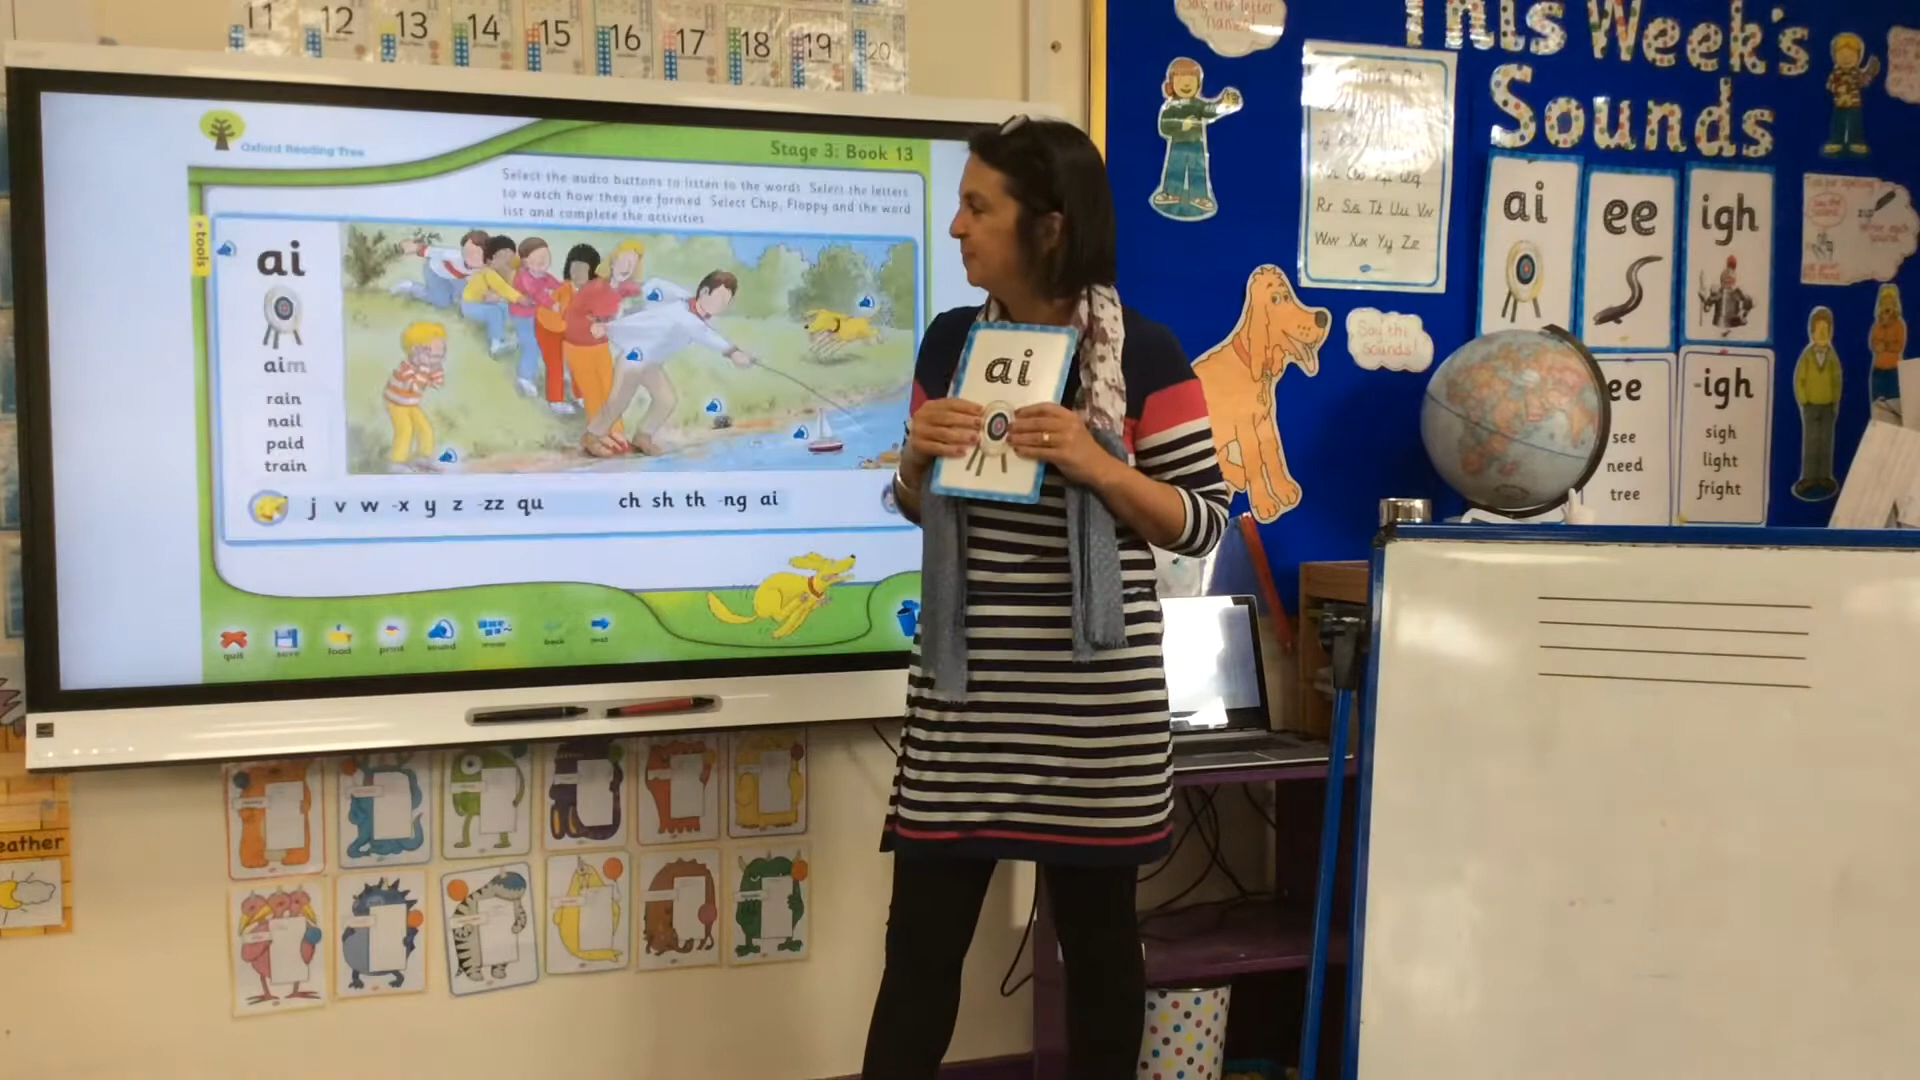 11 12 13 14 15 16 17 18 19 20
Oxford Reading Tree
Stage 3: Book 13
Select the audio buttons to listen to the words. Select the letters
to watch how they are formed. Select Chip, Floppy and the word
list and complete the activities
tools
ai
aim
rain
nail
paid
train
j v w -x y z -zz qu ch sh th -ng ai
quit save load print sound back next
ai
Say the letter
names!
This Week's
Sounds
Rr Ss Tt Uu Vv
Ww Xx Yy Zz
Say the
sounds!
ai ee igh
ee
see
need
tree
-igh
sigh
light
fright
eather